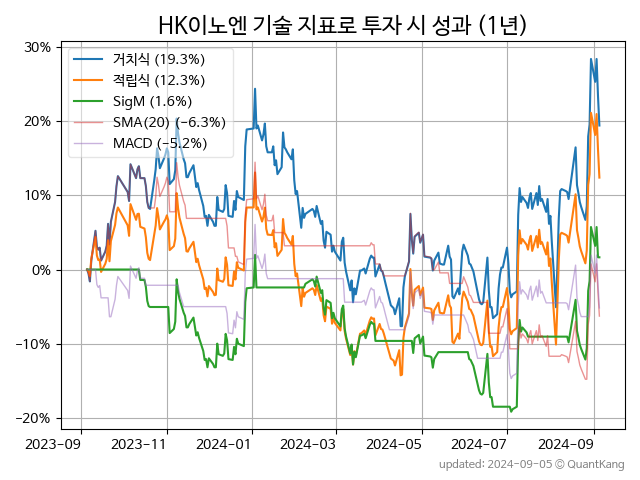 HK이노엔 기술 지표로 투자 시 성과 (1년)
거치식 (19.3%)
적립식 (12.3%)
SigM (1.6%)
SMA(20) (−6.3%)
MACD (−5.2%)
30%
20%
10%
0%
−10%
−20%
2023-09 2023-11 2024-01 2024-03 2024-05 2024-07 2024-09
updated: 2024-09-05 © QuantKang